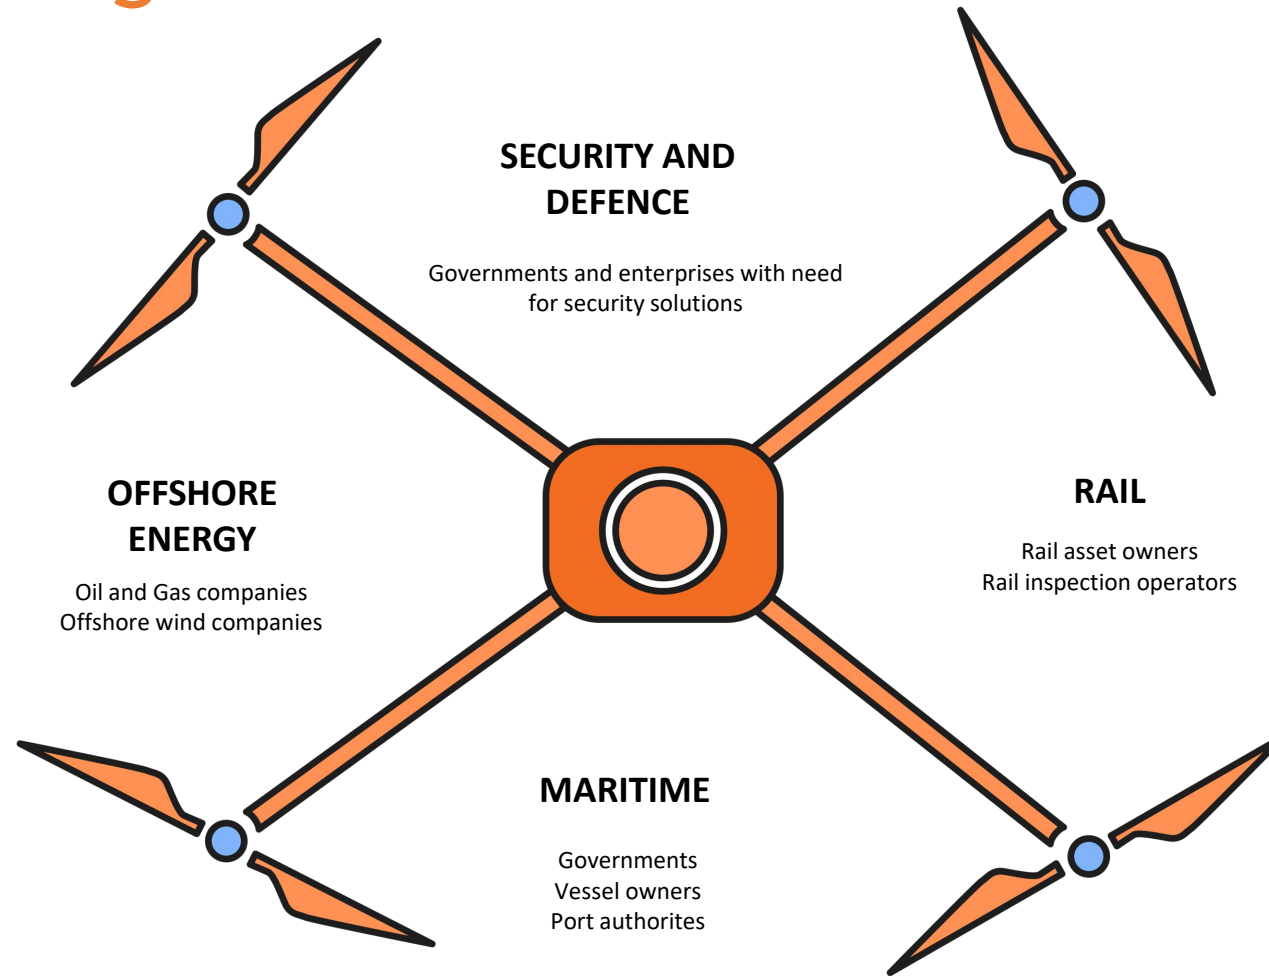 SECURITY AND
DEFENCE
Governments and enterprises with need
for security solutions
OFFSHORE
ENERGY
Oil and Gas companies
Offshore wind companies
RAIL
Rail asset owners
Rail inspection operators
MARITIME
Governments
Vessel owners
Port authorites